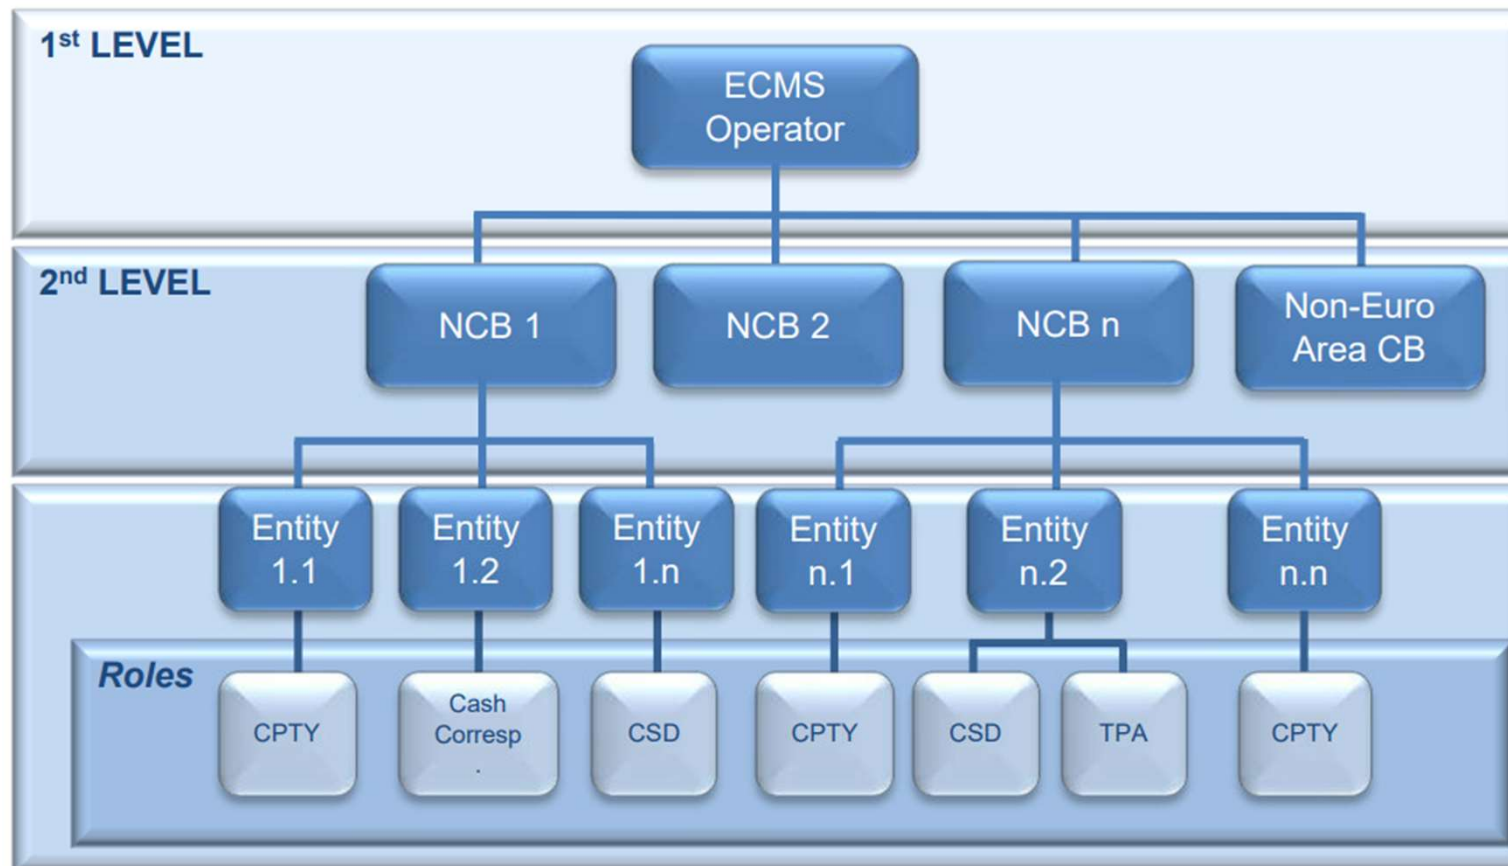 1st LEVEL
ECMS
Operator
2nd LEVEL
NCB 1
NCB 2
NCB n
Non-Euro
Area CB
Entity
1.1
Entity
1.2
Entity
1.n
Entity
n.1
Entity
n.2
Entity
n.n
Roles
CPTY
Cash
Corresp
.
CSD
CPTY
CSD
TPA
CPTY